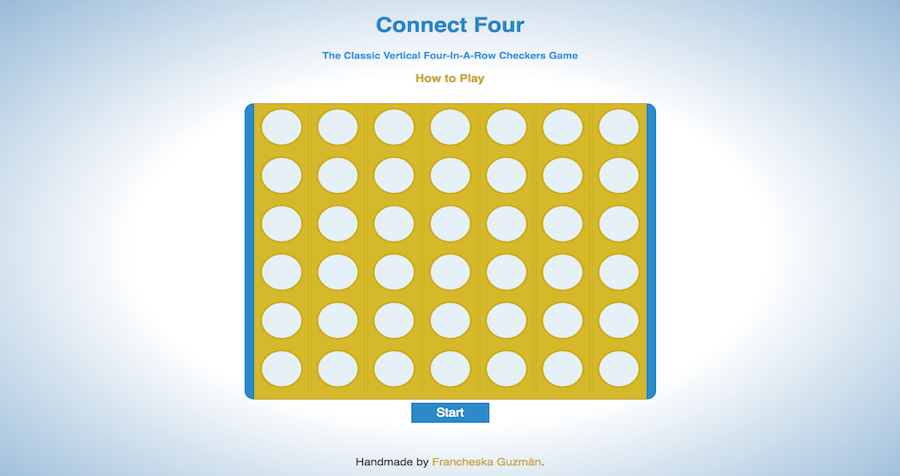 Connect Four
The Classic Vertical Four-In-A-Row Checkers Game
How to Play
Start
Handmade by Francheska Guzmán.